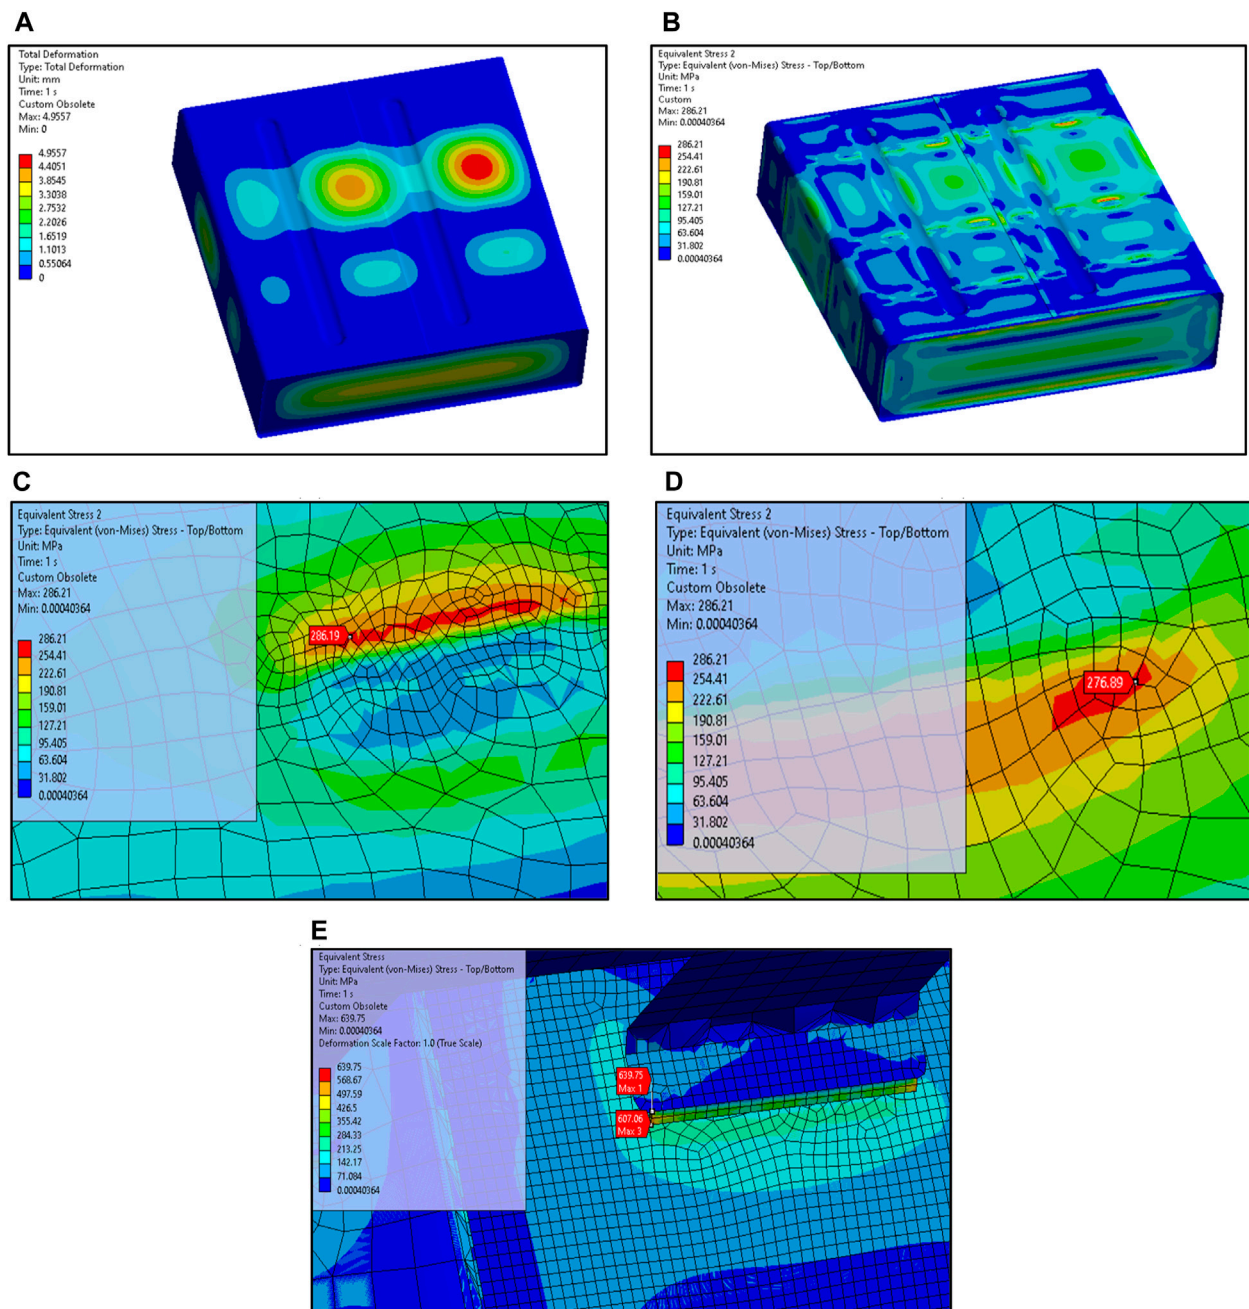 A
Total Deformation
Type: Total Deformation
Unit: mm
Time: 1 s
Custom Obsolete
Max: 4.9557
Min: 0
4.9557
4.4051
3.8545
3.3038
2.7532
2.2026
1.6519
1.1013
0.55064
0
B
Equivalent Stress 2
Type: Equivalent (von-Mises) Stress - Top/Bottom
Unit: MPa
Time: 1 s
Custom
Max: 286.21
Min: 0.00040364
286.21
254.41
222.61
190.81
159.01
127.21
95.405
63.604
31.802
0.00040364
C
Equivalent Stress 2
Type: Equivalent (von-Mises) Stress - Top/Bottom
Unit: MPa
Time: 1 s
Custom Obsolete
Max: 286.21
Min: 0.00040364
286.21
254.41
222.61
190.81
159.01
127.21
95.405
63.604
31.802
0.00040364
286.19
D
Equivalent Stress 2
Type: Equivalent (von-Mises) Stress - Top/Bottom
Unit: MPa
Time: 1 s
Custom Obsolete
Max: 286.21
Min: 0.00040364
286.21
254.41
222.61
190.81
159.01
127.21
95.405
63.604
31.802
0.00040364
276.89
E
Equivalent Stress
Type: Equivalent (von-Mises) Stress - Top/Bottom
Unit: MPa
Time: 1 s
Custom Obsolete
Max: 639.75
Min: 0.00040364
Deformation Scale Factor: 1.0 (True Scale)
639.75
568.67
497.59
426.5
355.42
284.33
213.25
142.17
71.084
0.00040364
639.75
Max 1
607.06
Max 3